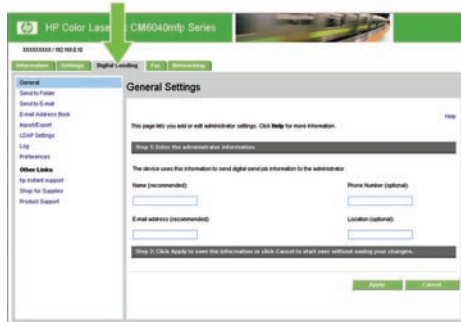 HP Color LaserJet CM6040mfp Series
XXXXXXXXX / 192.168.0.10
Information Settings Digital Sending Fax Networking
General
Send to Folder
Send to E-mail
E-mail Address Book
Import/Export
LDAP Settings
Log
Preferences
Other Links
hp instant support
Shop for Supplies
Product Support
General Settings
Help
This page lets you add or edit administrator settings. Click Help for more information.
Step 1: Enter the administrator information.
The device uses this information to send digital send job information to the administrator.
Name (recommended): Phone Number (optional):
E-mail address (recommended): Location (optional):
Step 2: Click Apply to save the information or click Cancel to start over without saving your changes.
Apply Cancel